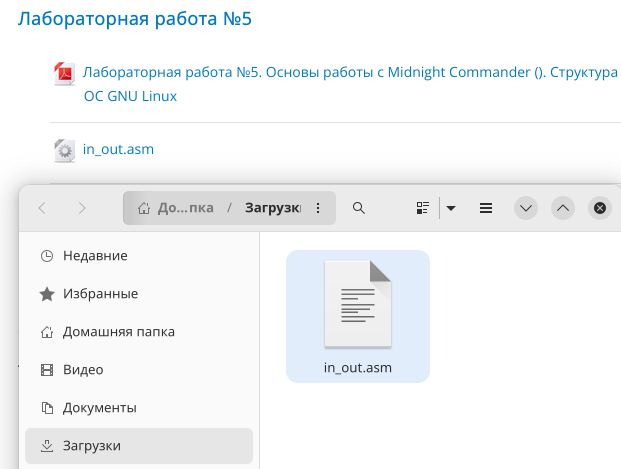 Лабораторная работа №5
Лабораторная работа №5. Основы работы с Midnight Commander (). Структура
ОС GNU Linux
in_out.asm
До...пка / Загрузк
Недавние
Избранные
Домашняя папка
in_out.asm
Видео
Документы
Загрузки